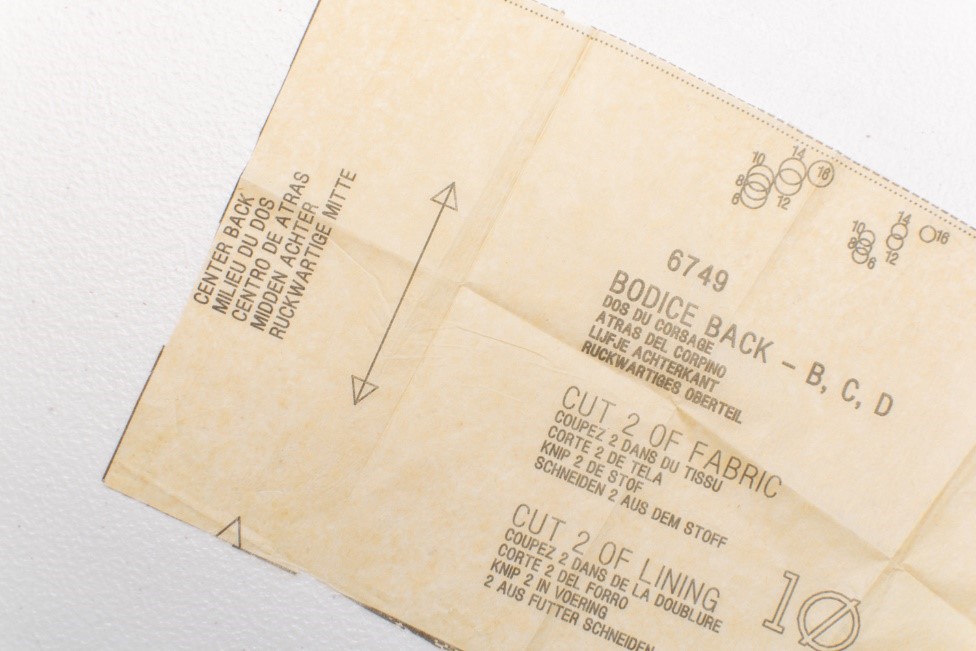 CENTER BACK
MILIEU DU DOS
CENTRO DE ATRAS
MIDDEN ACHTER
RUCKWARTIGE MITTE
10 14 16
8
6 12
10 14 16
8
6 12
6749
BODICE BACK – B, C, D
DOS DU CORSAGE
ATRAS DEL CORPINO
LIJFJE ACHTERKANT
RUCKWARTIGES OBERTEIL
CUT 2 OF FABRIC
COUPEZ 2 DANS DU TISSU
CORTE 2 DE TELA
KNIP 2 DE STOF
SCHNEIDEN 2 AUS DEM STOFF
CUT 2 OF LINING
COUPEZ 2 DANS DE LA DOUBLURE
CORTE 2 DEL FORRO
KNIP 2 IN VOERING
2 AUS FUTTER SCHNEIDEN
10